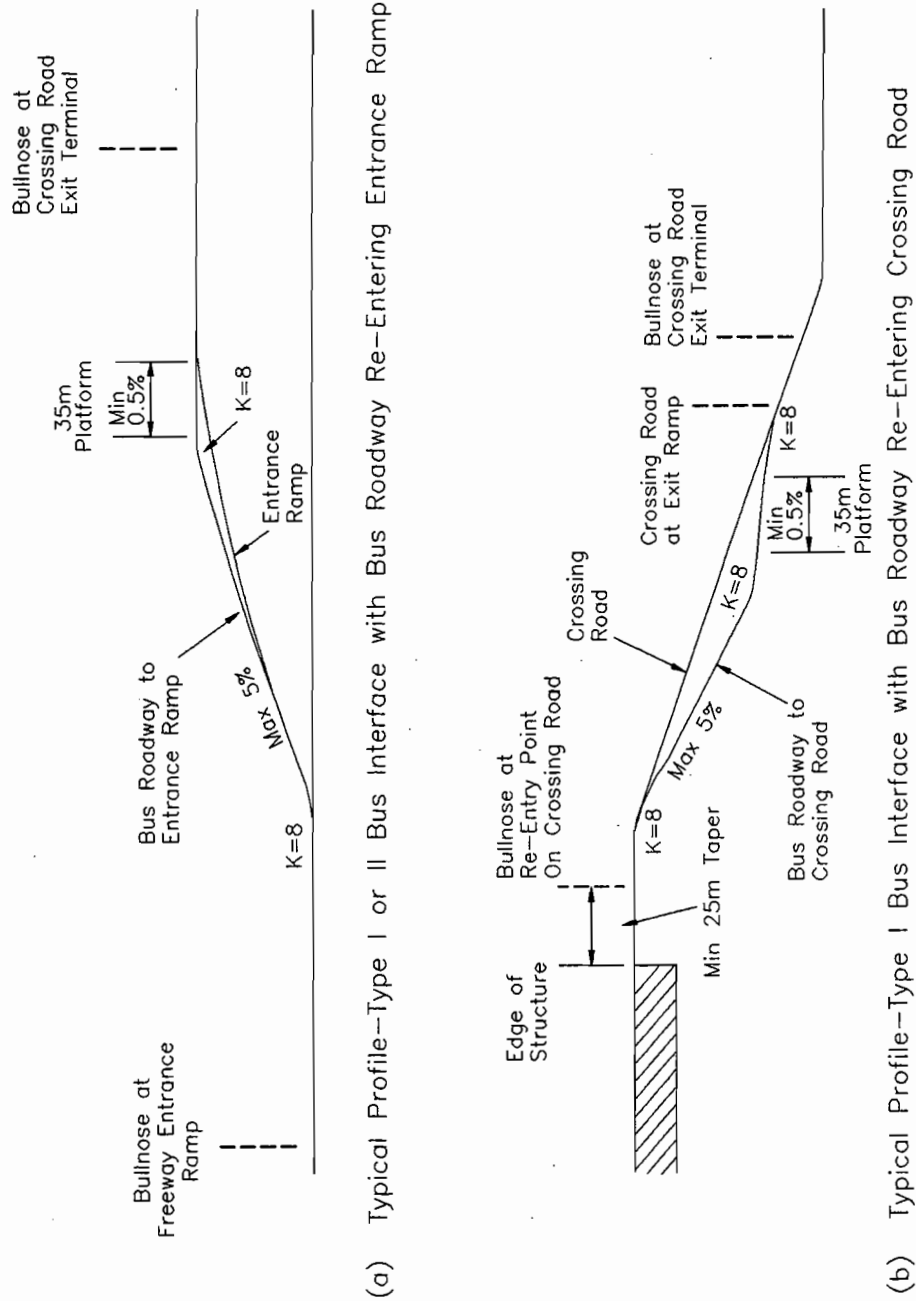 Bullnose at
Freeway Entrance
Ramp
K=8
Max 5%
Bus Roadway to
Entrance Ramp
Entrance
Ramp
K=8
35m
Platform
Min
0.5%
Bullnose at
Crossing Road
Exit Terminal
(a) Typical Profile–Type I or II Bus Interface with Bus Roadway Re–Entering Entrance Ramp
Edge of
Structure
Min 25m Taper
Bullnose at
Re–Entry Point
On Crossing Road
K=8
Max 5%
Bus Roadway to
Crossing Road
Crossing
Road
K=8
Min
0.5%
35m
Platform
K=8
Crossing Road
at Exit Ramp
Bullnose at
Crossing Road
Exit Terminal
(b) Typical Profile–Type I Bus Interface with Bus Roadway Re–Entering Crossing Road